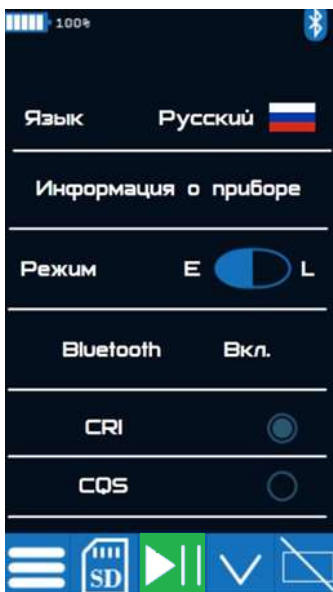 100%
Язык Русский
Информация о приборе
Режим E L
Bluetooth Вкл.
CRI
CQS
SD